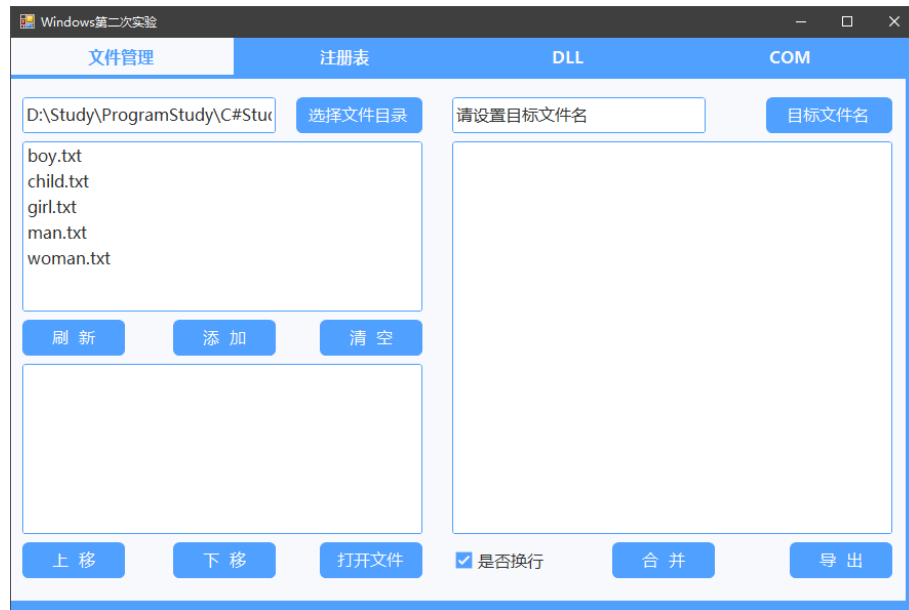 Windows第二次实验
文件管理 注册表 DLL COM
D:\Study\ProgramStudy\C#Stu 选择文件目录 请设置目标文件名 目标文件名
boy.txt
child.txt
girl.txt
man.txt
woman.txt
刷 新 添 加 清 空
上 移 下 移 打开文件 是否换行 合 并 导 出